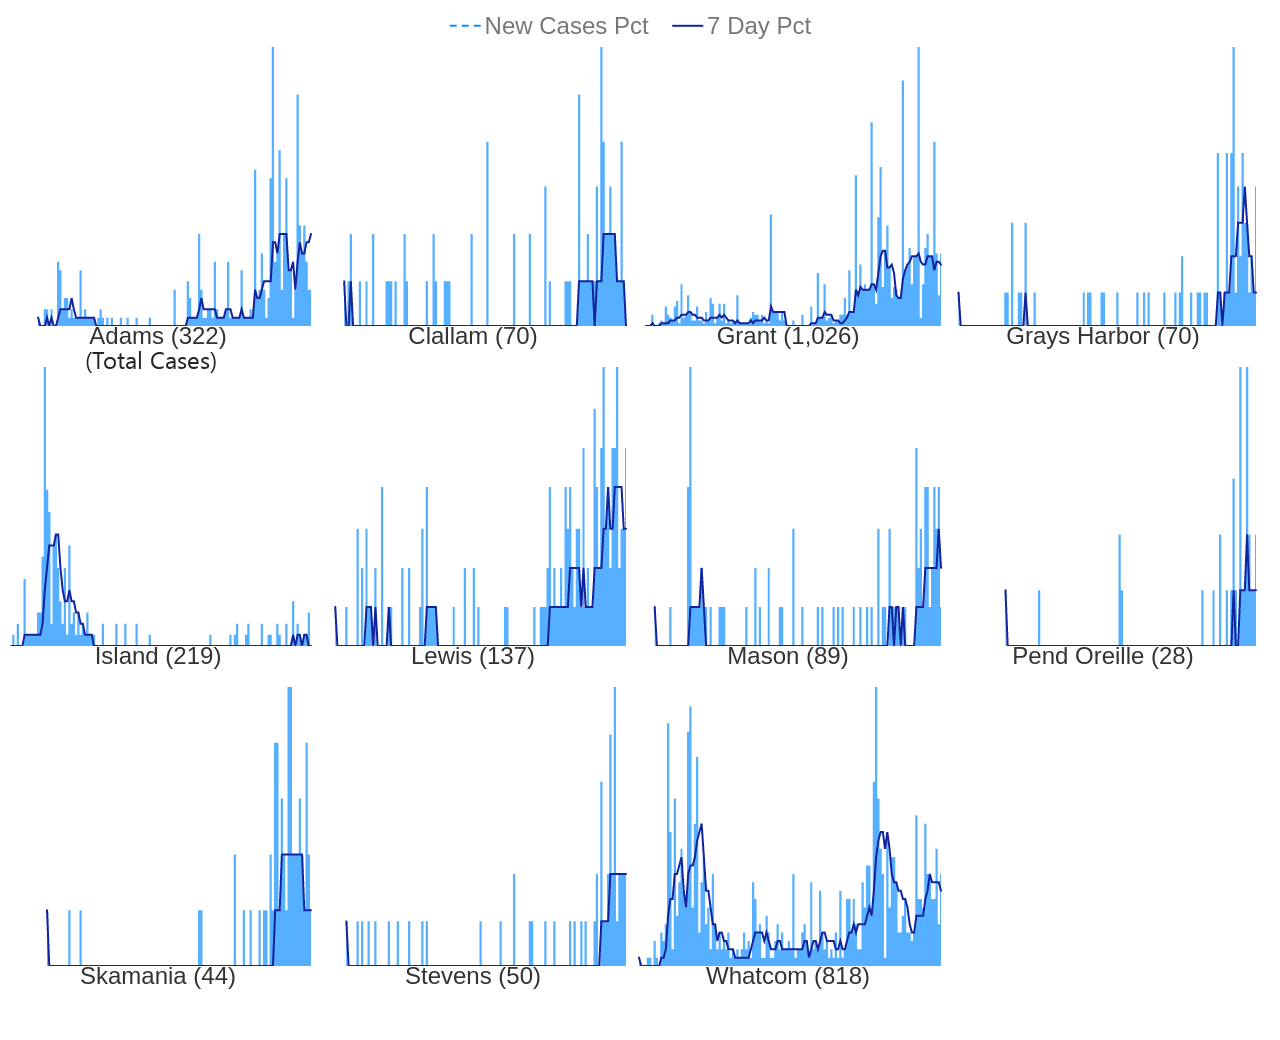 New Cases Pct 7 Day Pct
Adams (322) Clallam (70) Grant (1,026) Grays Harbor (70)
(Total Cases)
Island (219) Lewis (137) Mason (89) Pend Oreille (28)
Skamania (44) Stevens (50) Whatcom (818)